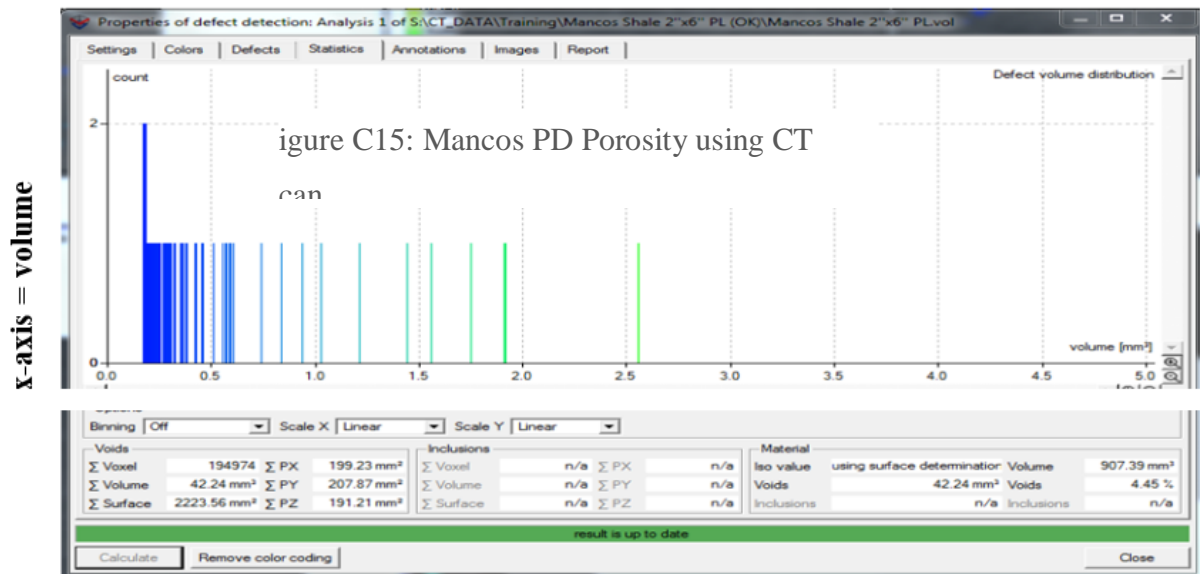 Properties of defect detection: Analysis 1 of S:\CT_DATA\Training\Mancos Shale 2"x6" PL (OK)\Mancos Shale 2"x6" PL.vol
Settings Colors Defects Statistics Annotations Images Report
count Defect volume distribution
2
igure C15: Mancos PD Porosity using CT
can
x-axis = volume
volume [mm³]
0
0.0 0.5 1.0 1.5 2.0 2.5 3.0 3.5 4.0 4.5 5.0
Options
Binning Off Scale X Linear Scale Y Linear
Voids Inclusions Material
Σ Voxel 194974 Σ PX 199.23 mm² Σ Voxel n/a Σ PX n/a Iso value using surface determination Volume 907.39 mm³
Σ Volume 42.24 mm³ Σ PY 207.87 mm² Σ Volume n/a Σ PY n/a Voids 42.24 mm³ Voids 4.45 %
Σ Surface 2223.56 mm² Σ PZ 191.21 mm² Σ Surface n/a Σ PZ n/a Inclusions n/a Inclusions n/a
result is up to date
Calculate Remove color coding Close